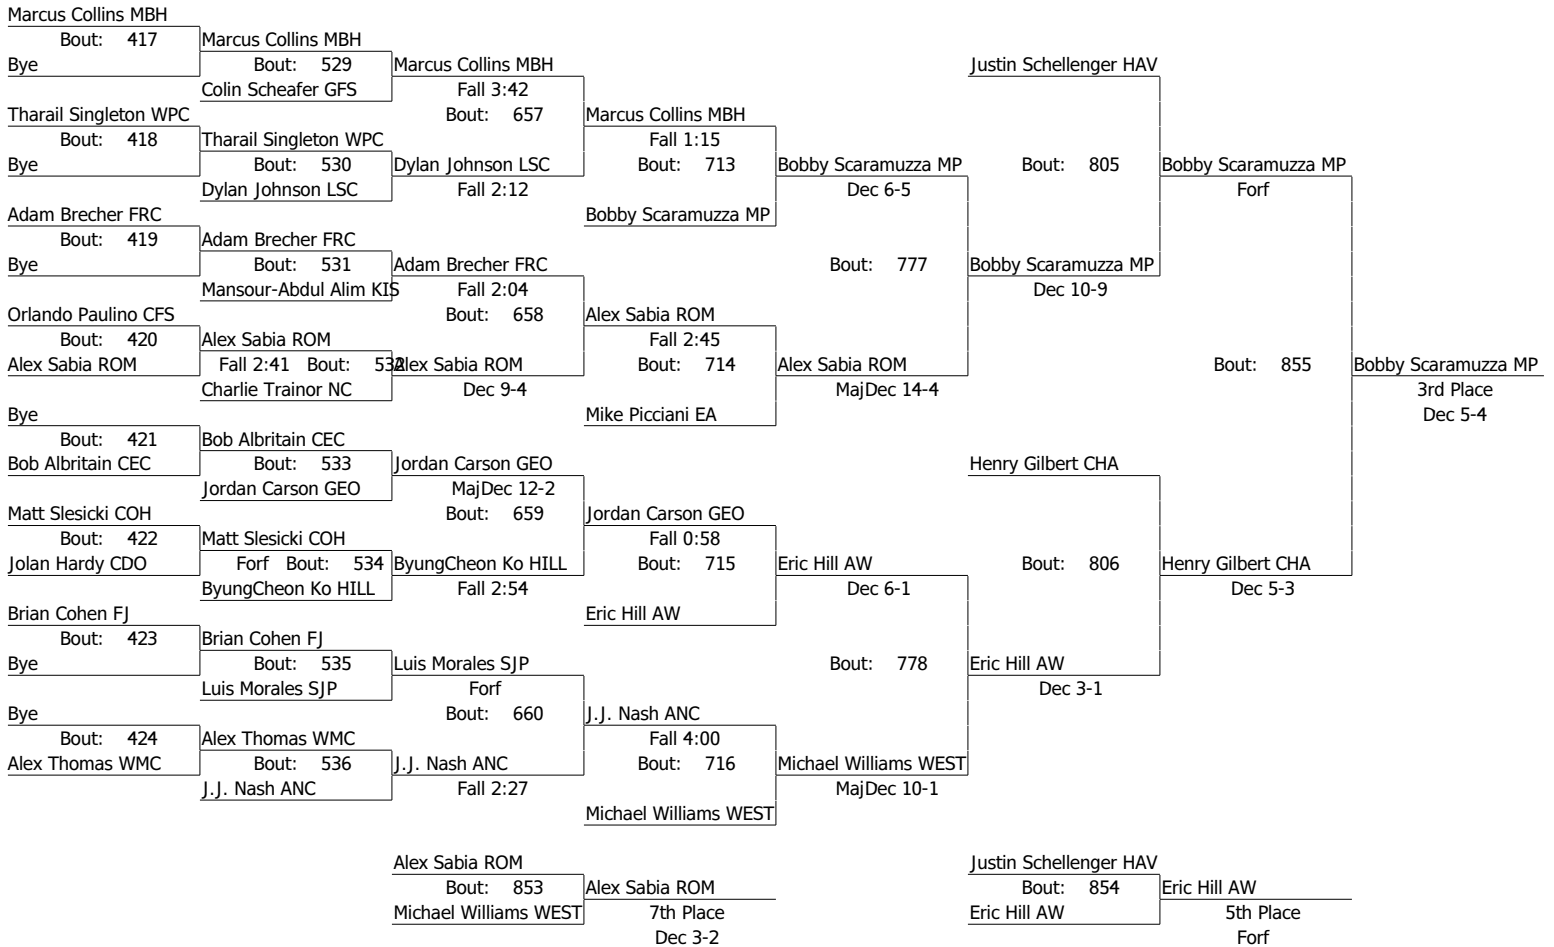 Marcus Collins MBH
Bout: 417 Marcus Collins MBH
Bye Bout: 529 Marcus Collins MBH Justin Schellenger HAV
Colin Scheafer GFS Fall 3:42
Tharail Singleton WPC Bout: 657 Marcus Collins MBH
Bout: 418 Tharail Singleton WPC Fall 1:15
Bye Bout: 530 Dylan Johnson LSC Bout: 713 Bobby Scaramuzza MP Bout: 805 Bobby Scaramuzza MP
Dylan Johnson LSC Fall 2:12 Dec 6-5 Forf
Adam Brecher FRC Bobby Scaramuzza MP
Bout: 419 Adam Brecher FRC
Bye Bout: 531 Adam Brecher FRC Bout: 777 Bobby Scaramuzza MP
Mansour-Abdul Alim KIS Fall 2:04 Dec 10-9
Orlando Paulino CFS Bout: 658 Alex Sabia ROM
Bout: 420 Alex Sabia ROM Fall 2:45
Alex Sabia ROM Fall 2:41 Bout: 532 Alex Sabia ROM Bout: 714 Alex Sabia ROM Bout: 855 Bobby Scaramuzza MP
Charlie Trainor NC Dec 9-4 MajDec 14-4 3rd Place
Bye Mike Picciani EA Dec 5-4
Bout: 421 Bob Albritain CEC
Bob Albritain CEC Bout: 533 Jordan Carson GEO Henry Gilbert CHA
Jordan Carson GEO MajDec 12-2
Matt Slesicki COH Bout: 659 Jordan Carson GEO
Bout: 422 Matt Slesicki COH Fall 0:58
Jolan Hardy CDO Forf Bout: 534 ByungCheon Ko HILL Bout: 715 Eric Hill AW Bout: 806 Henry Gilbert CHA
ByungCheon Ko HILL Fall 2:54 Dec 6-1 Dec 5-3
Brian Cohen FJ Eric Hill AW
Bout: 423 Brian Cohen FJ
Bye Bout: 535 Luis Morales SJP Bout: 778 Eric Hill AW
Luis Morales SJP Forf Dec 3-1
Bye Bout: 660 J.J. Nash ANC
Bout: 424 Alex Thomas WMC Fall 4:00
Alex Thomas WMC Bout: 536 J.J. Nash ANC Bout: 716 Michael Williams WEST
J.J. Nash ANC Fall 2:27 MajDec 10-1
Michael Williams WEST
Alex Sabia ROM Justin Schellenger HAV
Bout: 853 Alex Sabia ROM Bout: 854 Eric Hill AW
Michael Williams WEST 7th Place Eric Hill AW 5th Place
Dec 3-2 Forf